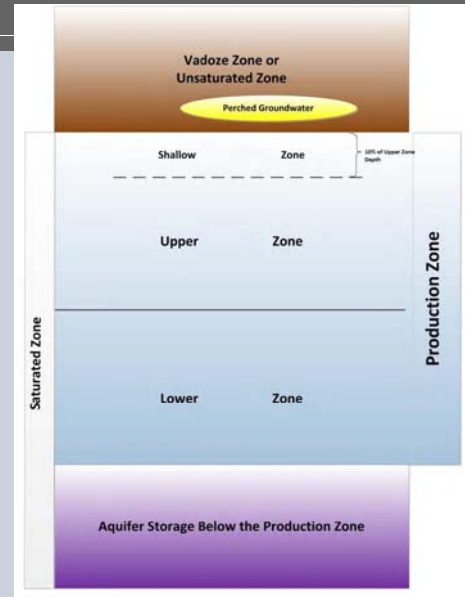 Vadoze Zone or
Unsaturated Zone
Perched Groundwater
Shallow Zone
~ 10% of Upper Zone
Depth
Upper Zone
Production Zone
Saturated Zone
Lower Zone
Aquifer Storage Below the Production Zone